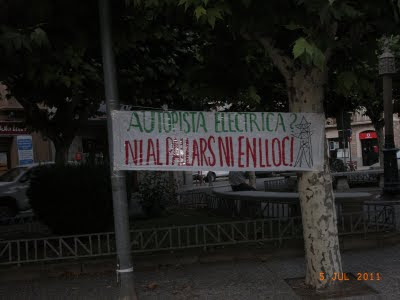 AUTOPISTA ELÈCTRICA?
NI AL PALLARS NI EN LLOC!
5 JUL 2011